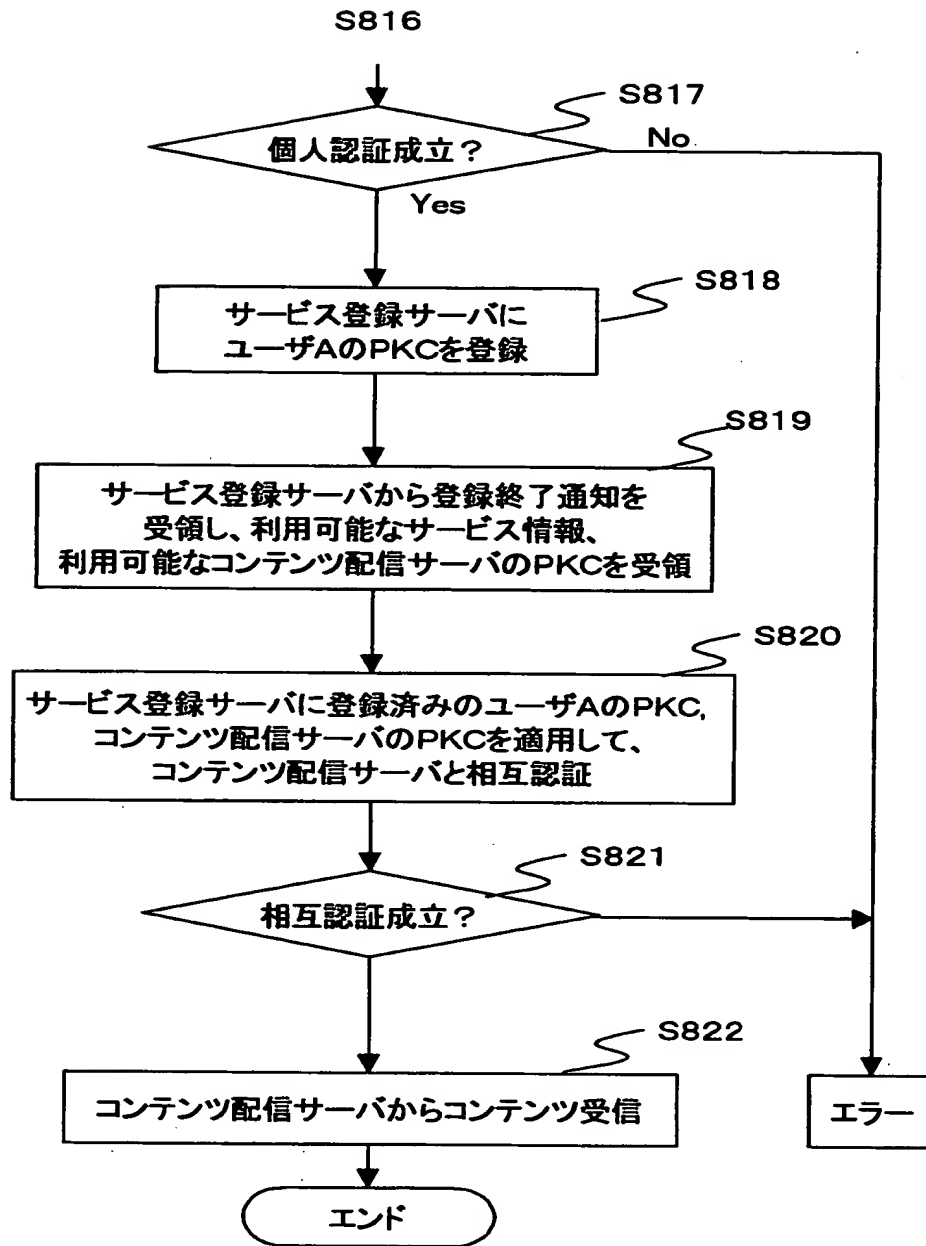 S816
S817
個人認証成立？
No
Yes
S818
サービス登録サーバに
ユーザAのPKCを登録
S819
サービス登録サーバから登録終了通知を
受領し、利用可能なサービス情報、
利用可能なコンテンツ配信サーバのPKCを受領
S820
サービス登録サーバに登録済みのユーザAのPKC,
コンテンツ配信サーバのPKCを適用して、
コンテンツ配信サーバと相互認証
S821
相互認証成立？
S822
コンテンツ配信サーバからコンテンツ受信
エラー
エンド